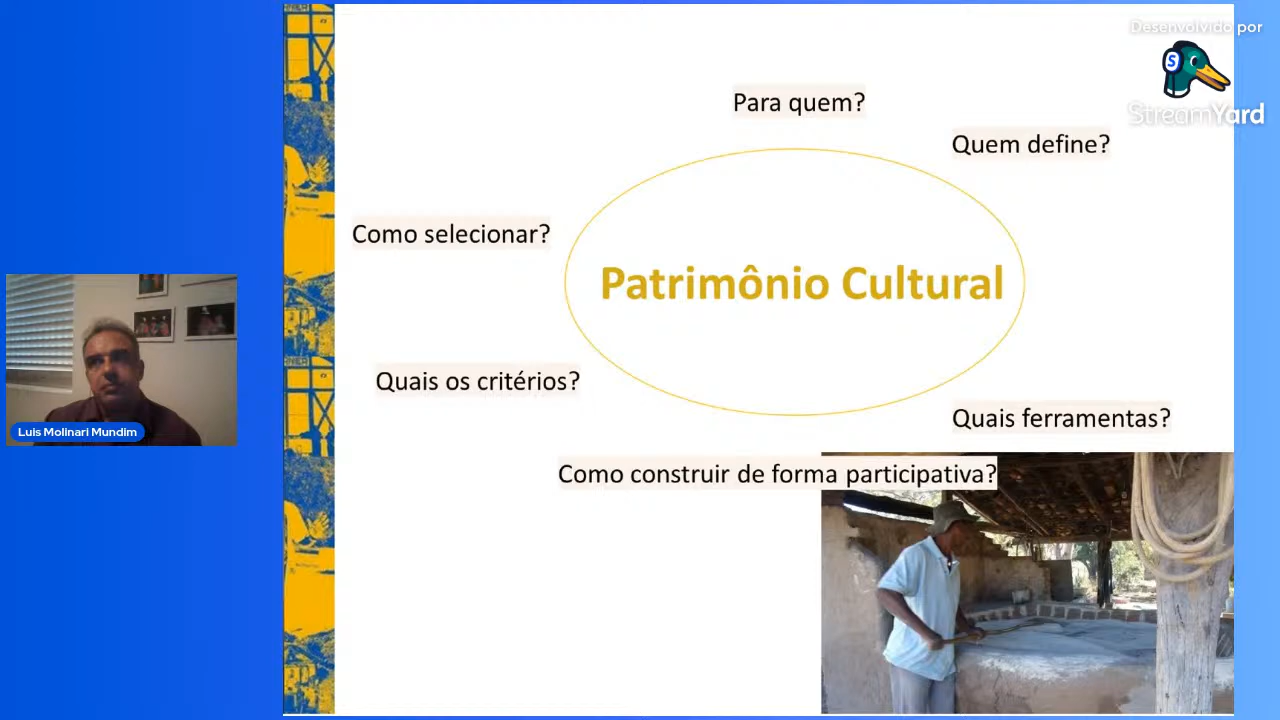 Desenvolvido por
StreamYard
Para quem?
Quem define?
Como selecionar?
Patrimônio Cultural
Quais os critérios?
Quais ferramentas?
Como construir de forma participativa?
Luis Molinari Mundim